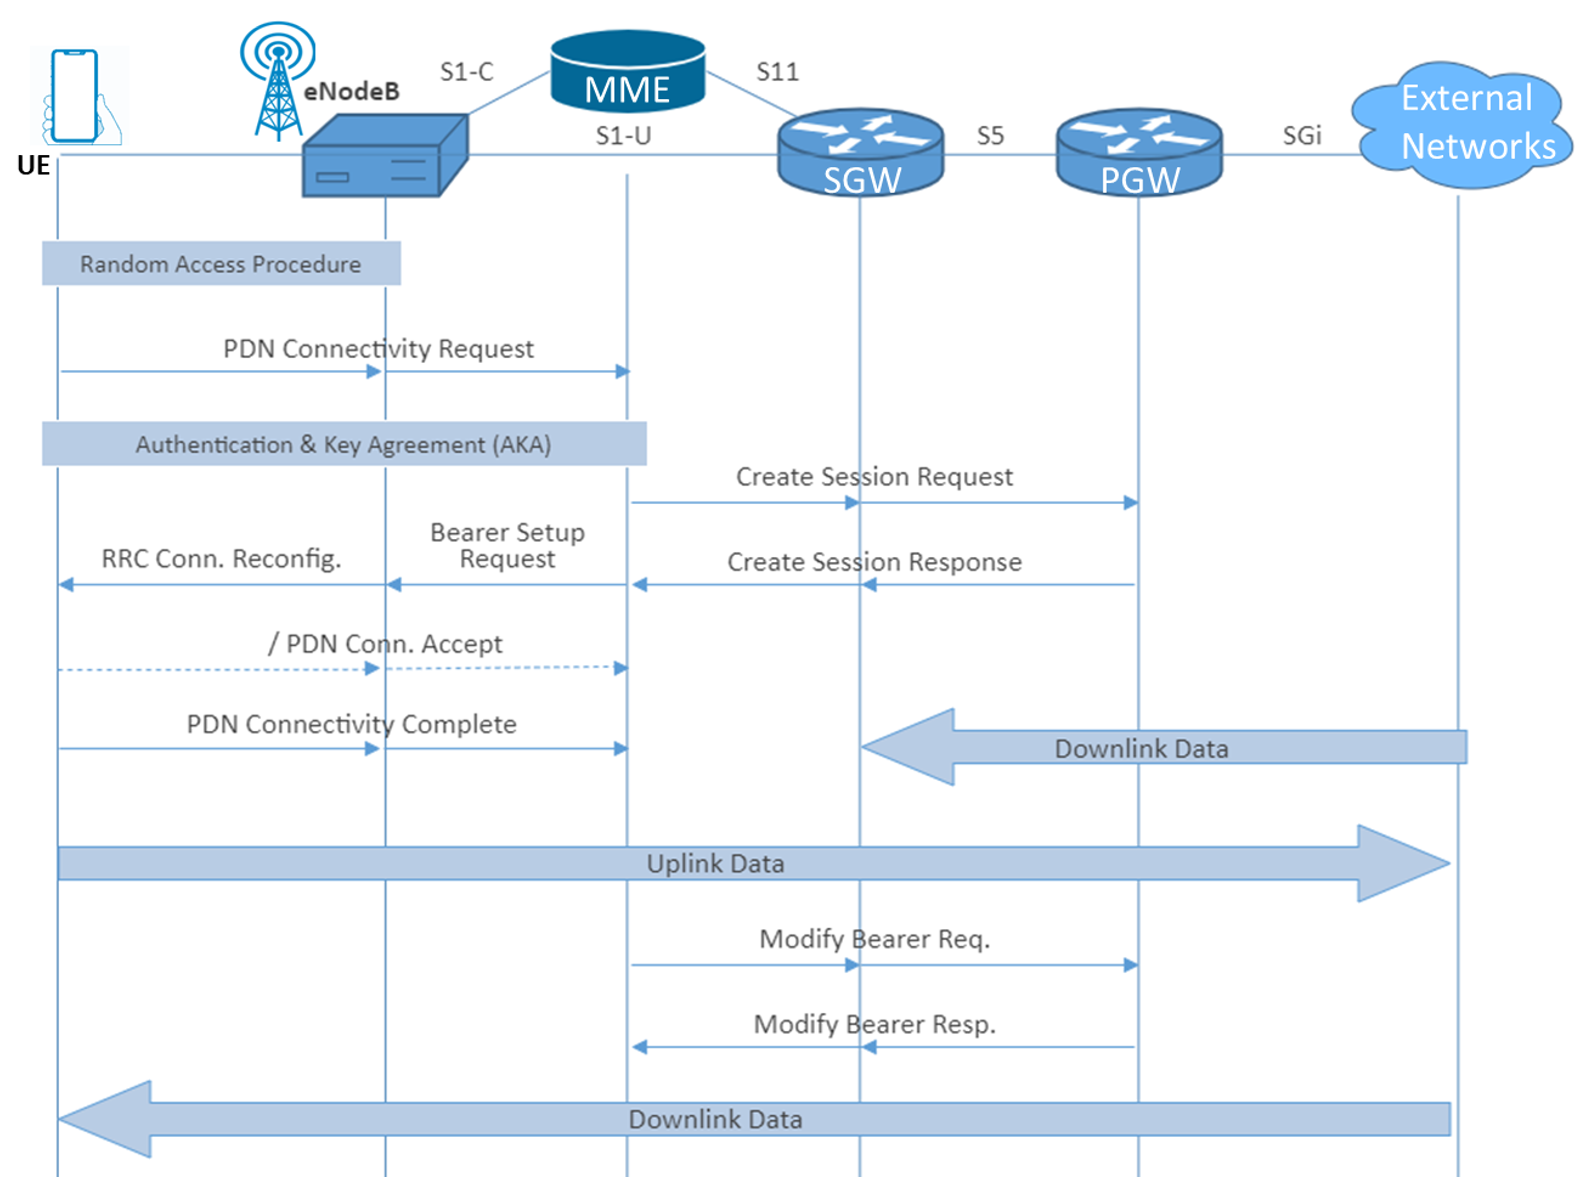 S1-C
MME
S11
eNodeB
External
Networks
S1-U
S5
SGi
UE
SGW
PGW
Random Access Procedure
PDN Connectivity Request
Authentication & Key Agreement (AKA)
Create Session Request
Bearer Setup
Request
RRC Conn. Reconfig.
Create Session Response
/ PDN Conn. Accept
PDN Connectivity Complete
Downlink Data
Uplink Data
Modify Bearer Req.
Modify Bearer Resp.
Downlink Data